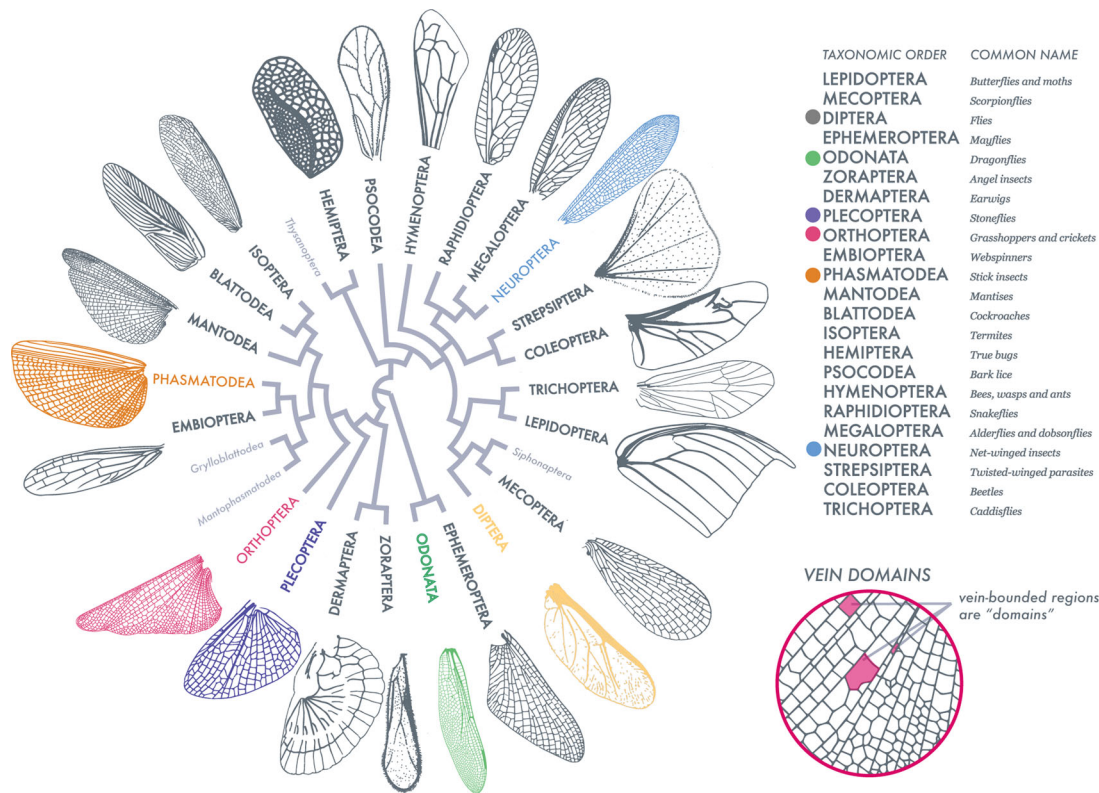 TAXONOMIC ORDER COMMON NAME
LEPIDOPTERA Butterflies and moths
MECOPTERA Scorpionflies
DIPTERA Flies
EPHEMEROPTERA Mayflies
ODONATA Dragonflies
ZORAPTERA Angel insects
DERMAPTERA Earwigs
PLECOPTERA Stoneflies
ORTHOPTERA Grasshoppers and crickets
EMBIOPTERA Webspinners
PHASMATODEA Stick insects
MANTODEA Mantises
BLATTODEA Cockroaches
ISOPTERA Termites
HEMIPTERA True bugs
PSOCODEA Bark lice
HYMENOPTERA Bees, wasps and ants
RAPHIDIOPTERA Snakeflies
MEGALOPTERA Alderflies and dobsonflies
NEUROPTERA Net-winged insects
STREPSIPTERA Twisted-winged parasites
COLEOPTERA Beetles
TRICHOPTERA Caddisflies
Thysanoptera
HEMIPTERA
PSOCODEA
HYMENOPTERA
RAPHIDIOPTERA
MEGALOPTERA
NEUROPTERA
STREPSIPTERA
COLEOPTERA
TRICHOPTERA
LEPIDOPTERA
Siphonoptera
MECOPTERA
DIPTERA
EPHEMEROPTERA
ODONATA
ZORAPTERA
DERMAPTERA
PLECOPTERA
ORTHOPTERA
Mantophasmatodea
Grylloblattodea
EMBIOPTERA
PHASMATODEA
MANTODEA
BLATTODEA
ISOPTERA
VEIN DOMAINS
vein-bounded regions
are "domains"